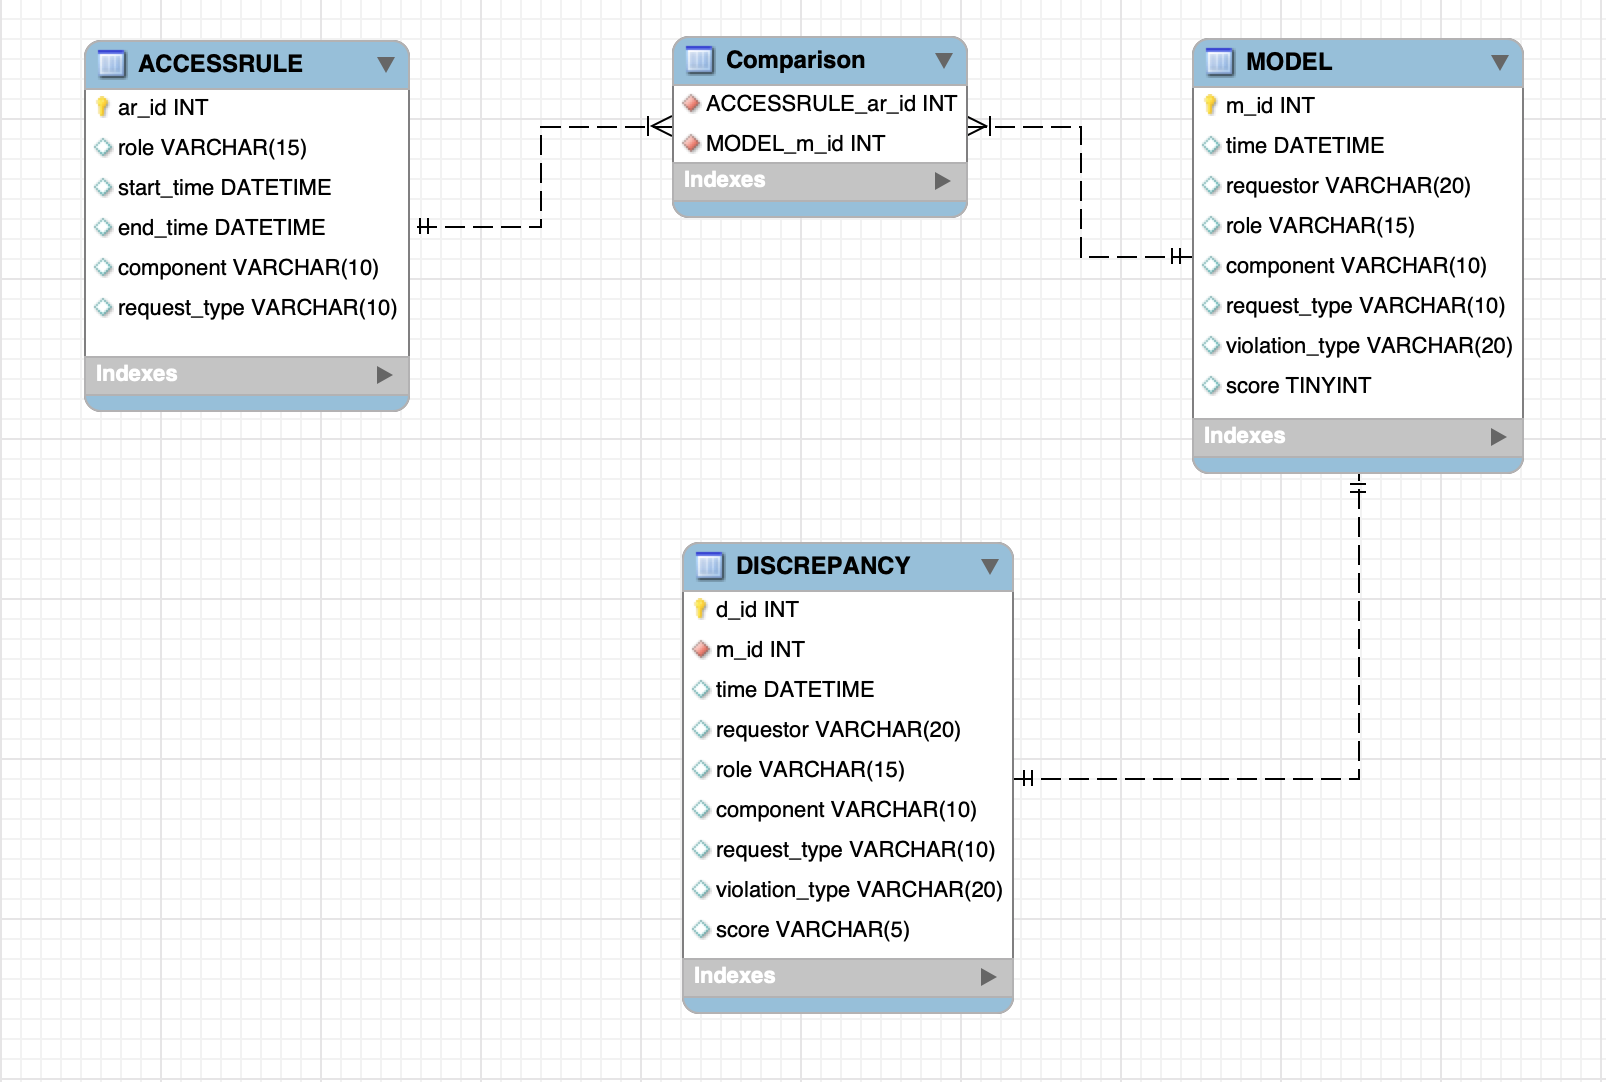 ACCESSRULE
ar_id INT
role VARCHAR(15)
start_time DATETIME
end_time DATETIME
component VARCHAR(10)
request_type VARCHAR(10)
Indexes
Comparison
ACCESSRULE_ar_id INT
MODEL_m_id INT
Indexes
MODEL
m_id INT
time DATETIME
requestor VARCHAR(20)
role VARCHAR(15)
component VARCHAR(10)
request_type VARCHAR(10)
violation_type VARCHAR(20)
score TINYINT
Indexes
DISCREPANCY
d_id INT
m_id INT
time DATETIME
requestor VARCHAR(20)
role VARCHAR(15)
component VARCHAR(10)
request_type VARCHAR(10)
violation_type VARCHAR(20)
score VARCHAR(5)
Indexes